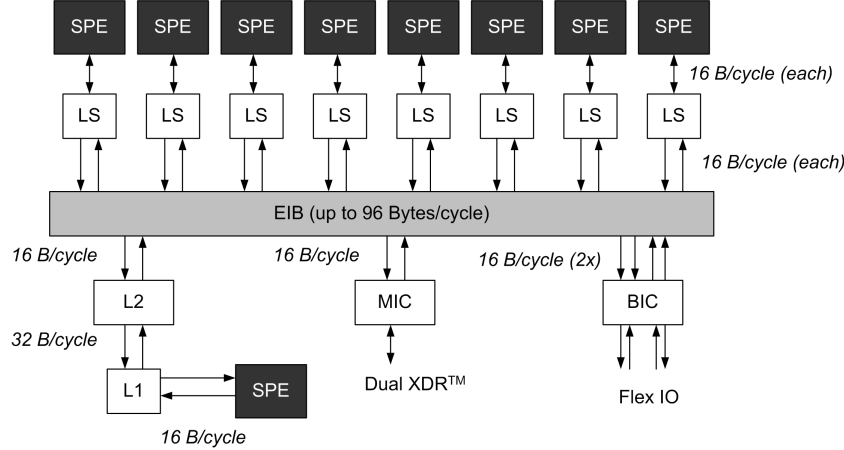 SPE SPE SPE SPE SPE SPE SPE SPE
16 B/cycle (each)
LS LS LS LS LS LS LS LS
16 B/cycle (each)
EIB (up to 96 Bytes/cycle)
16 B/cycle 16 B/cycle 16 B/cycle (2x)
L2 MIC BIC
32 B/cycle
L1 SPE Dual XDR™ Flex IO
16 B/cycle